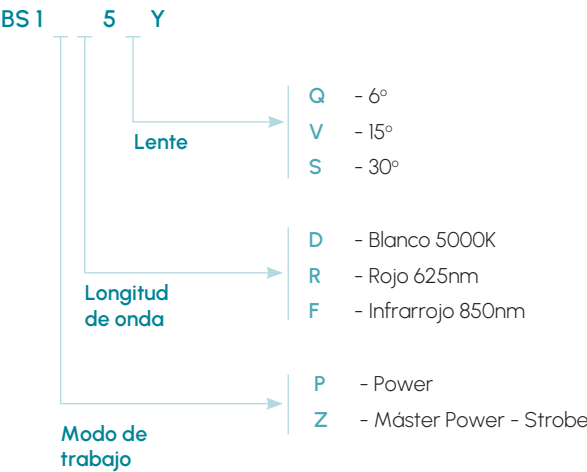 BS 1 _ _ 5 _ Y
Q - 6º
V - 15º
S - 30º
Lente
D - Blanco 5000K
R - Rojo 625nm
F - Infrarrojo 850nm
Longitud
de onda
P - Power
Z - Máster Power - Strobe
Modo de
trabajo